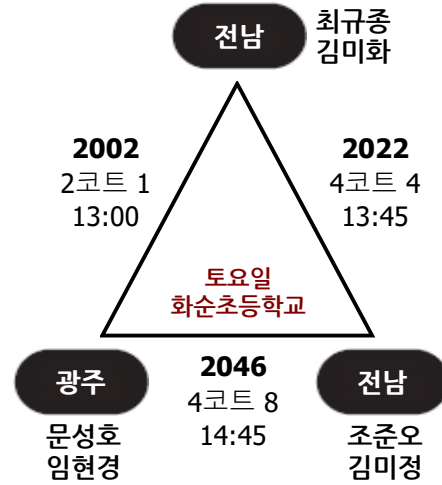 전남
최규종
김미화
2002
2코트 1
13:00
2022
4코트 4
13:45
토요일
화순초등학교
광주
문성호
임현경
2046
4코트 8
14:45
전남
조준오
김미정